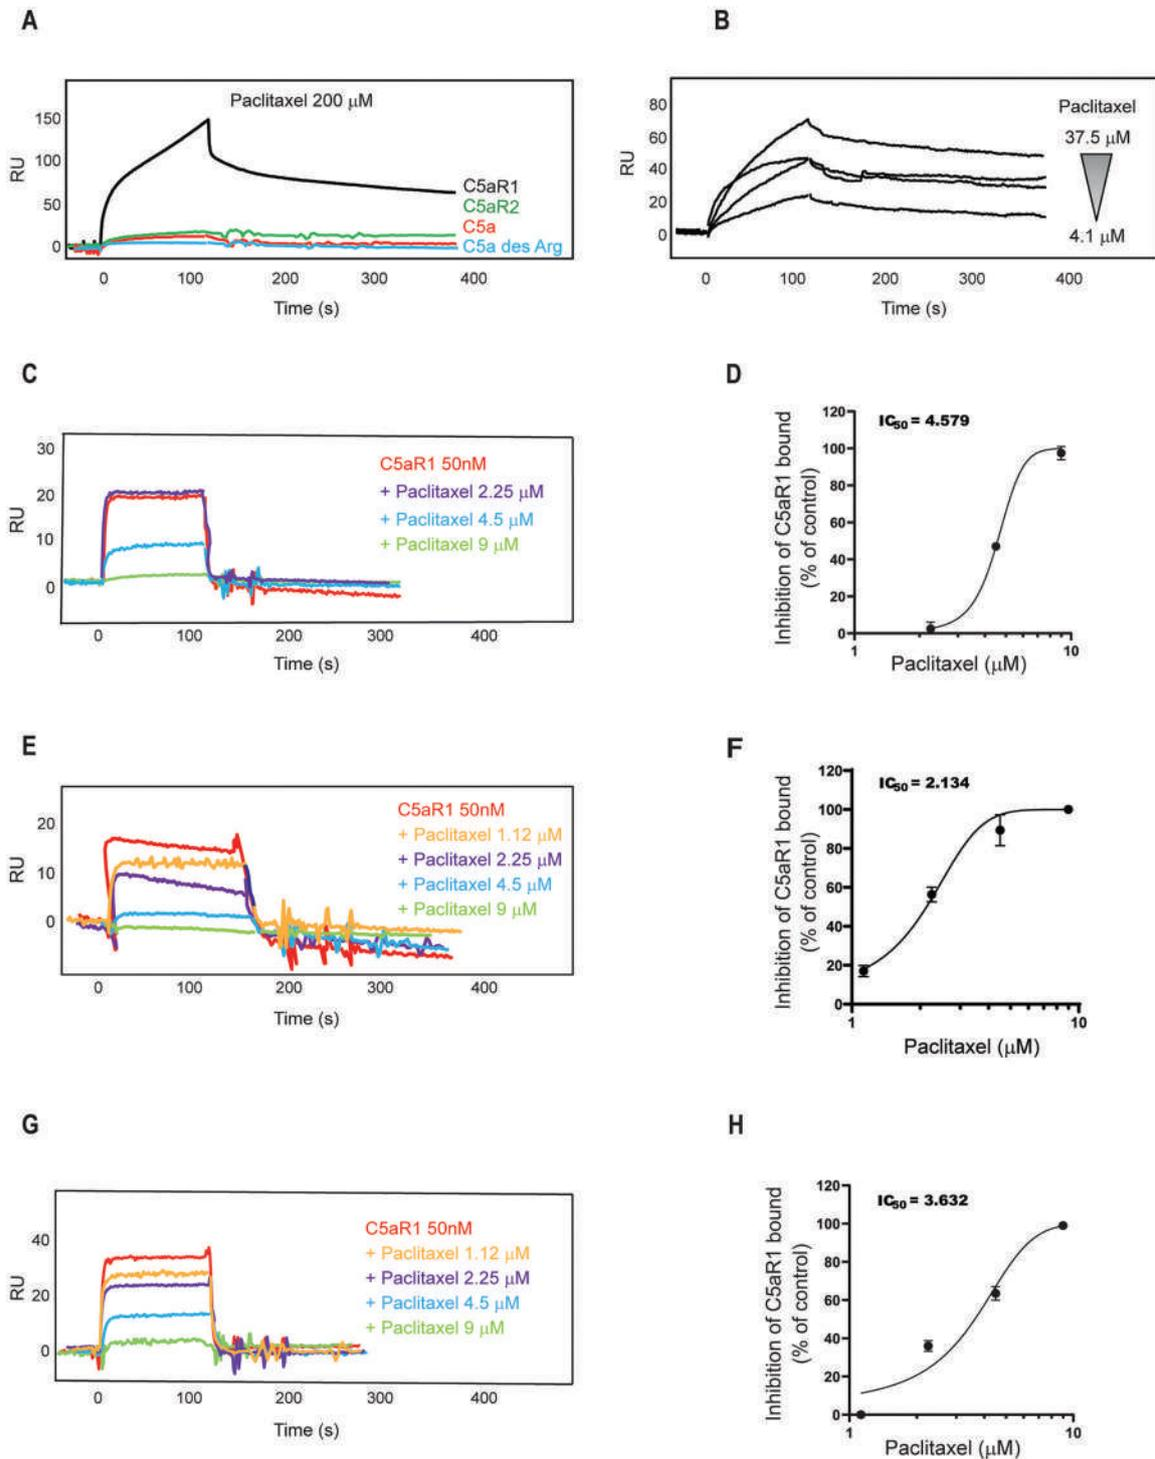 A
Paclitaxel 200 μM
RU
150
100
50
0
C5aR1
C5aR2
C5a
C5a des Arg
0 100 200 300 400
Time (s)
B
RU
80
60
40
20
0
Paclitaxel
37.5 μM
4.1 μM
0 100 200 300 400
Time (s)
C
RU
30
20
10
0
C5aR1 50nM
+ Paclitaxel 2.25 μM
+ Paclitaxel 4.5 μM
+ Paclitaxel 9 μM
0 100 200 300 400
Time (s)
D
Inhibition of C5aR1 bound
(% of control)
120
100
80
60
40
20
0
IC50 = 4.579
1 10
Paclitaxel (μM)
E
RU
20
10
0
C5aR1 50nM
+ Paclitaxel 1.12 μM
+ Paclitaxel 2.25 μM
+ Paclitaxel 4.5 μM
+ Paclitaxel 9 μM
0 100 200 300 400
Time (s)
F
Inhibition of C5aR1 bound
(% of control)
120
100
80
60
40
20
0
IC50 = 2.134
1 10
Paclitaxel (μM)
G
RU
40
20
0
C5aR1 50nM
+ Paclitaxel 1.12 μM
+ Paclitaxel 2.25 μM
+ Paclitaxel 4.5 μM
+ Paclitaxel 9 μM
0 100 200 300 400
Time (s)
H
Inhibition of C5aR1 bound
(% of control)
120
100
80
60
40
20
0
IC50 = 3.632
1 10
Paclitaxel (μM)